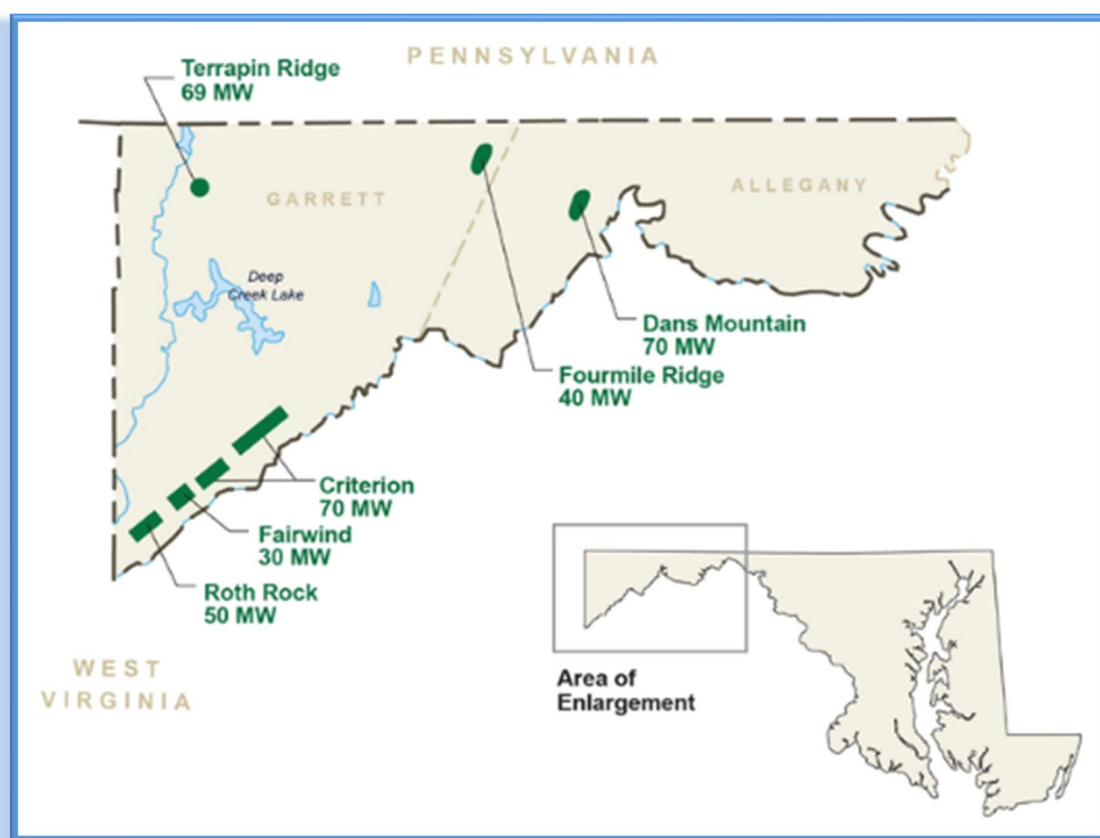 PENNSYLVANIA
Terrapin Ridge
69 MW
GARRETT
ALLEGANY
Deep
Creek Lake
Dans Mountain
70 MW
Fourmile Ridge
40 MW
Criterion
70 MW
Fairwind
30 MW
Roth Rock
50 MW
WEST
VIRGINIA
Area of
Enlargement